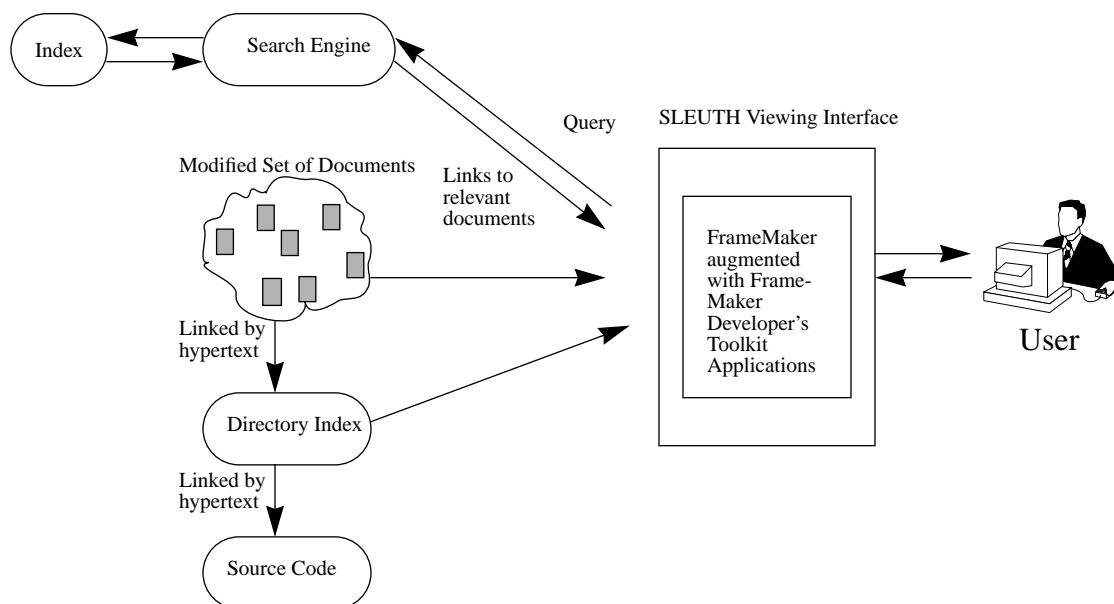 Index
Search Engine
Query
SLEUTH Viewing Interface
Modified Set of Documents
Links to
relevant
documents
FrameMaker
augmented
with Frame-
Maker
Developer’s
Toolkit
Applications
User
Linked by
hypertext
Directory Index
Linked by
hypertext
Source Code